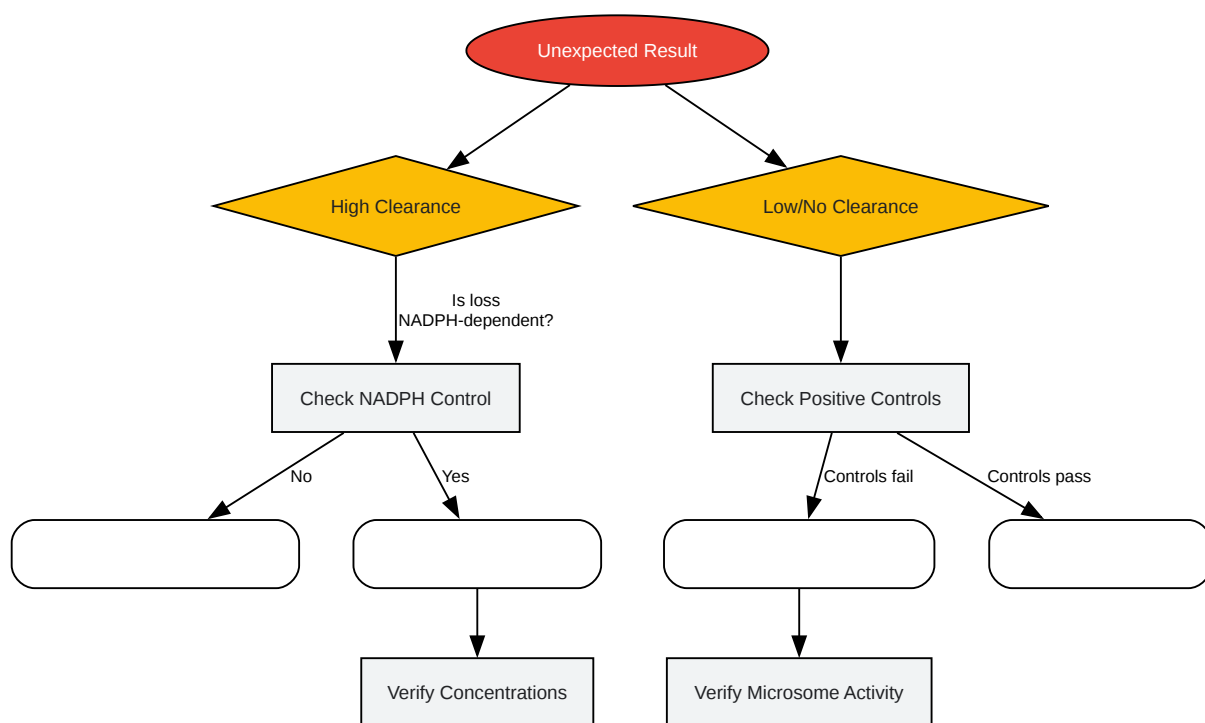 Unexpected Result
High Clearance
Low/No Clearance
Is loss
NADPH-dependent?
Check NADPH Control
Check Positive Controls
No
Yes
Controls fail
Controls pass
Verify Concentrations
Verify Microsome Activity